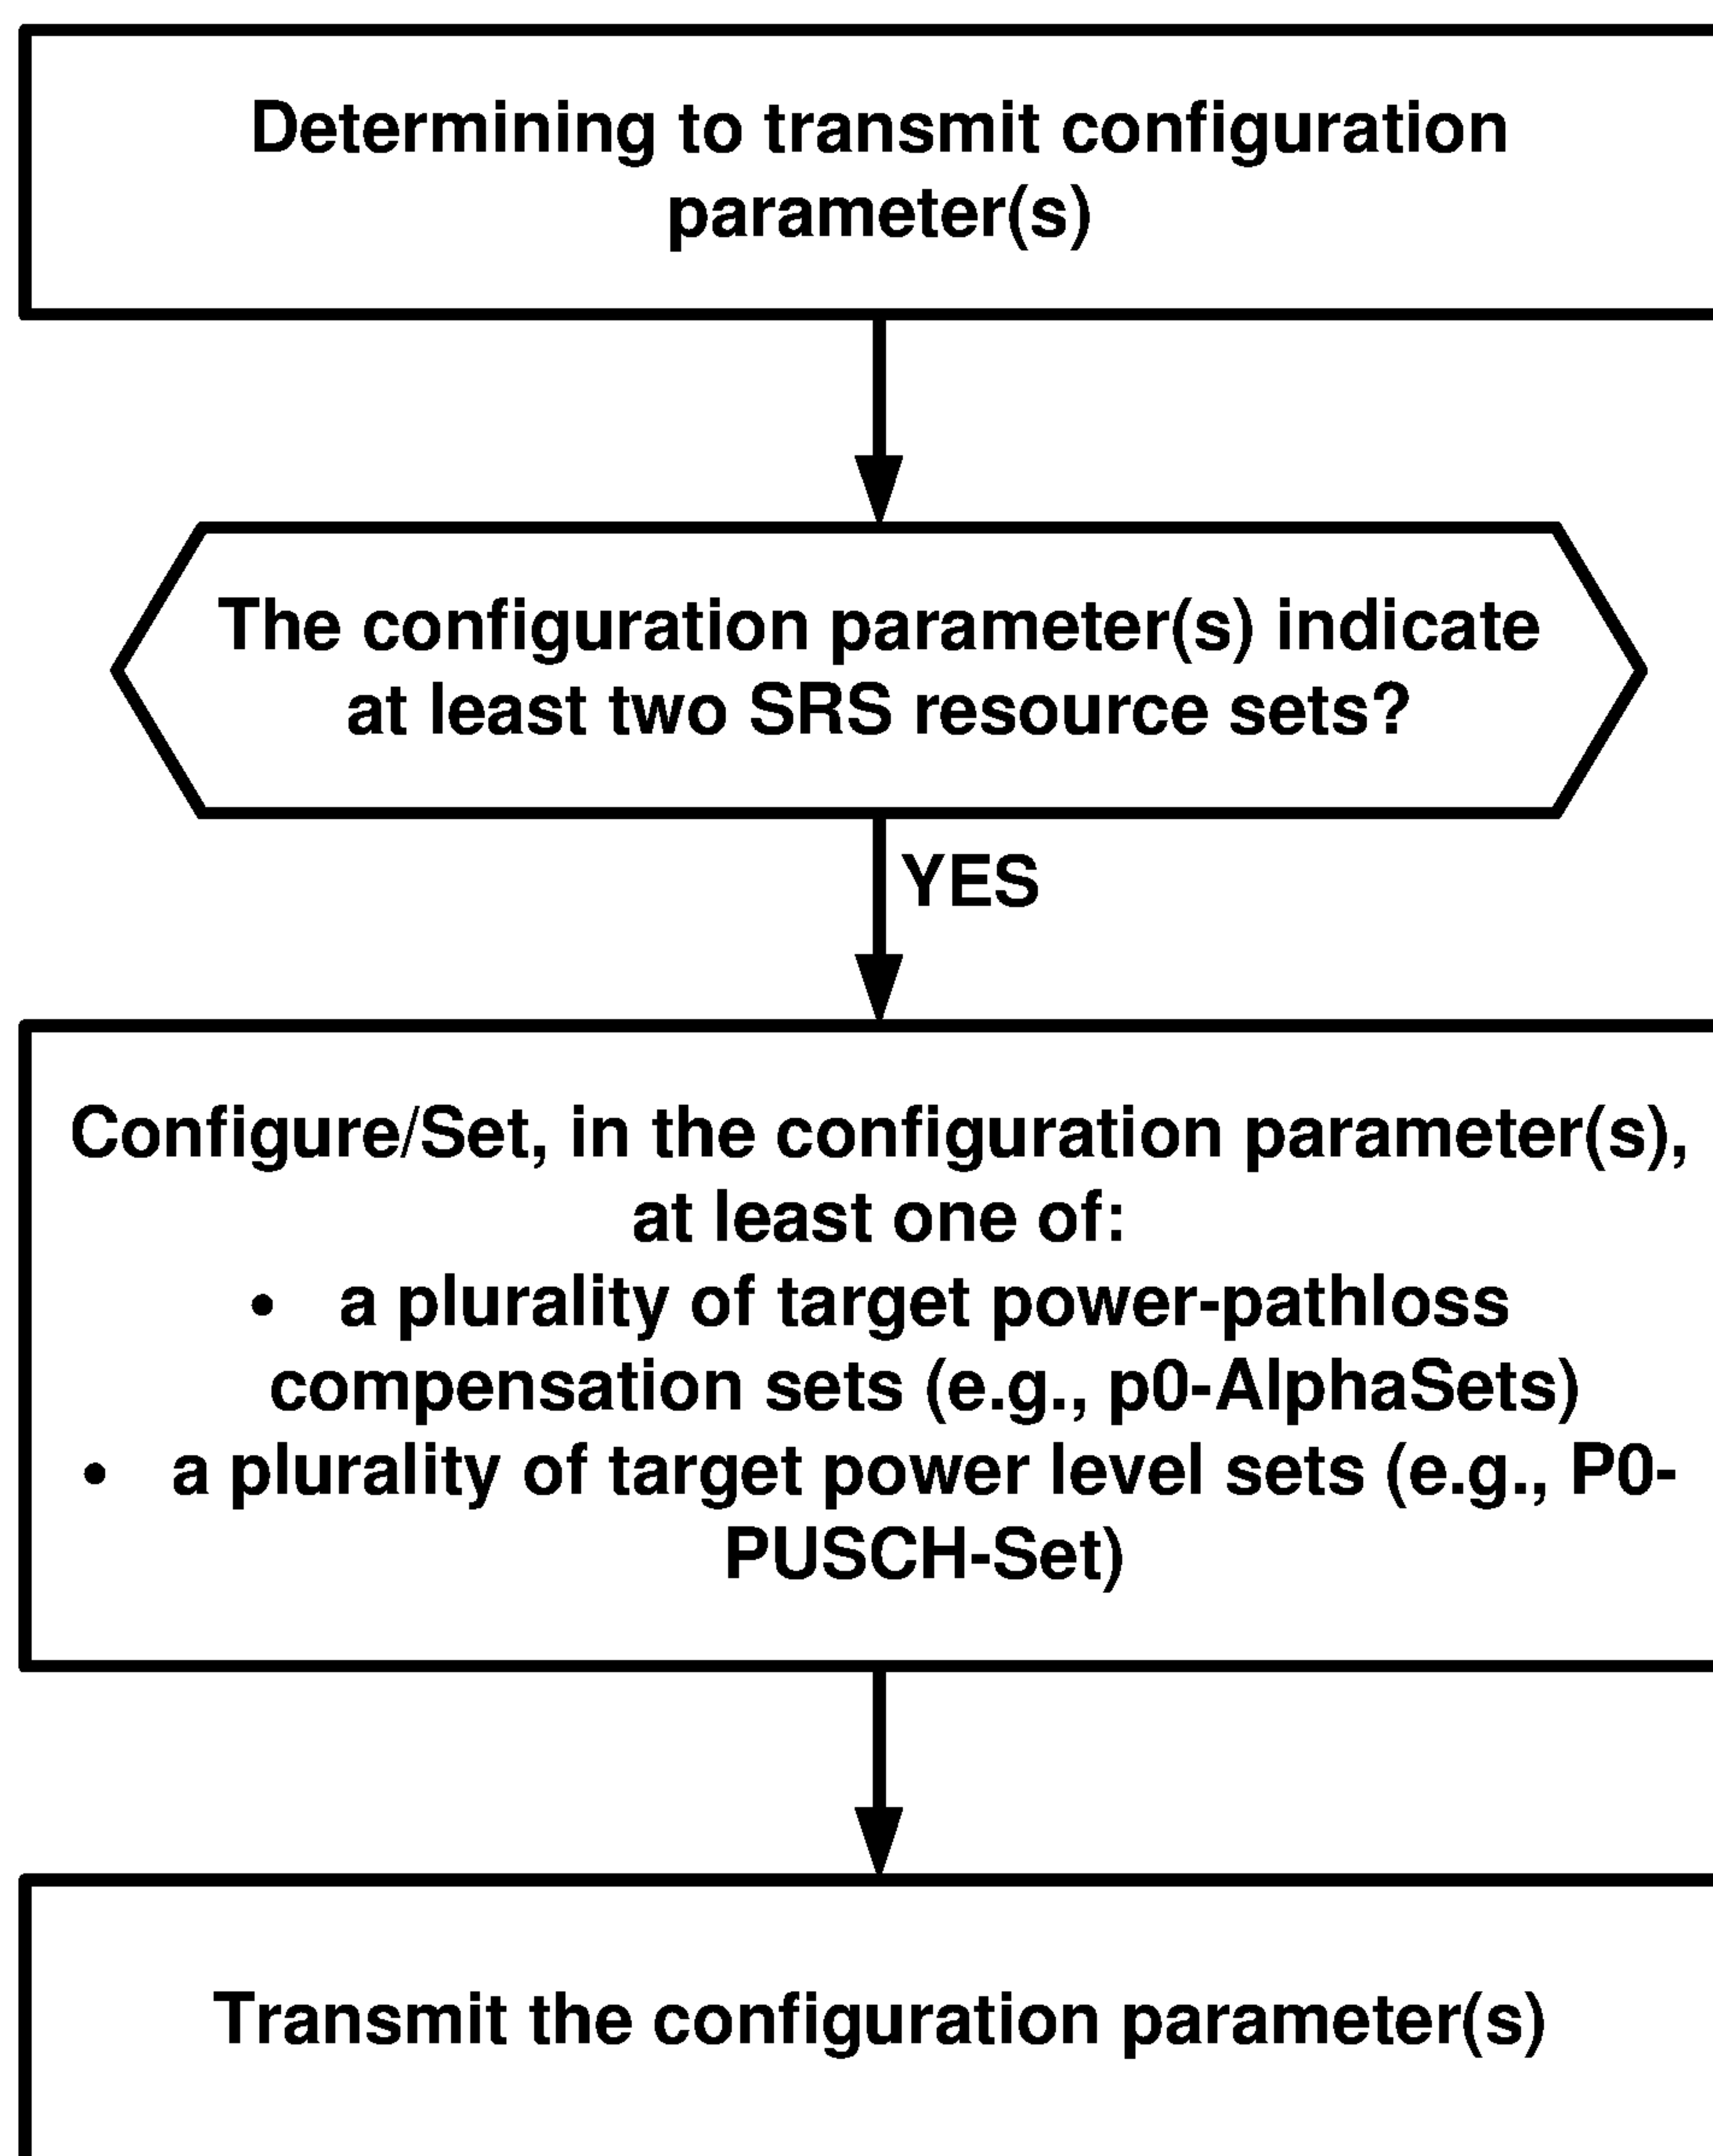 Determining to transmit configuration
parameter(s)
The configuration parameter(s) indicate
at least two SRS resource sets?
YES
Configure/Set, in the configuration parameter(s),
at least one of:
• a plurality of target power-pathloss
compensation sets (e.g., p0-AlphaSets)
• a plurality of target power level sets (e.g., P0-
PUSCH-Set)
Transmit the configuration parameter(s)